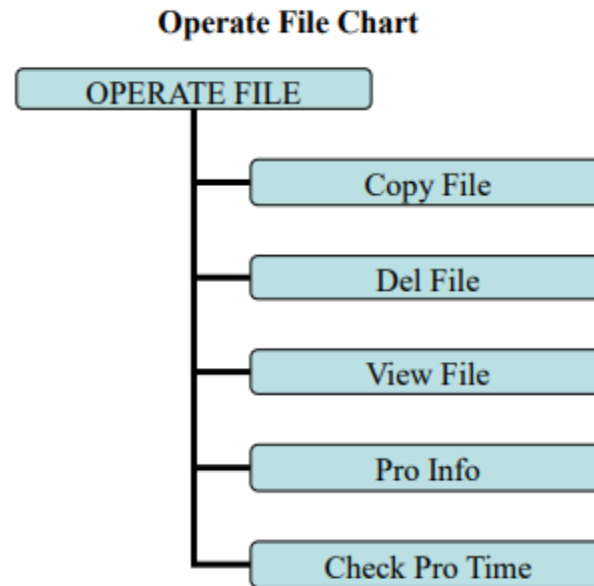 Operate File Chart
OPERATE FILE
Copy File
Del File
View File
Pro Info
Check Pro Time